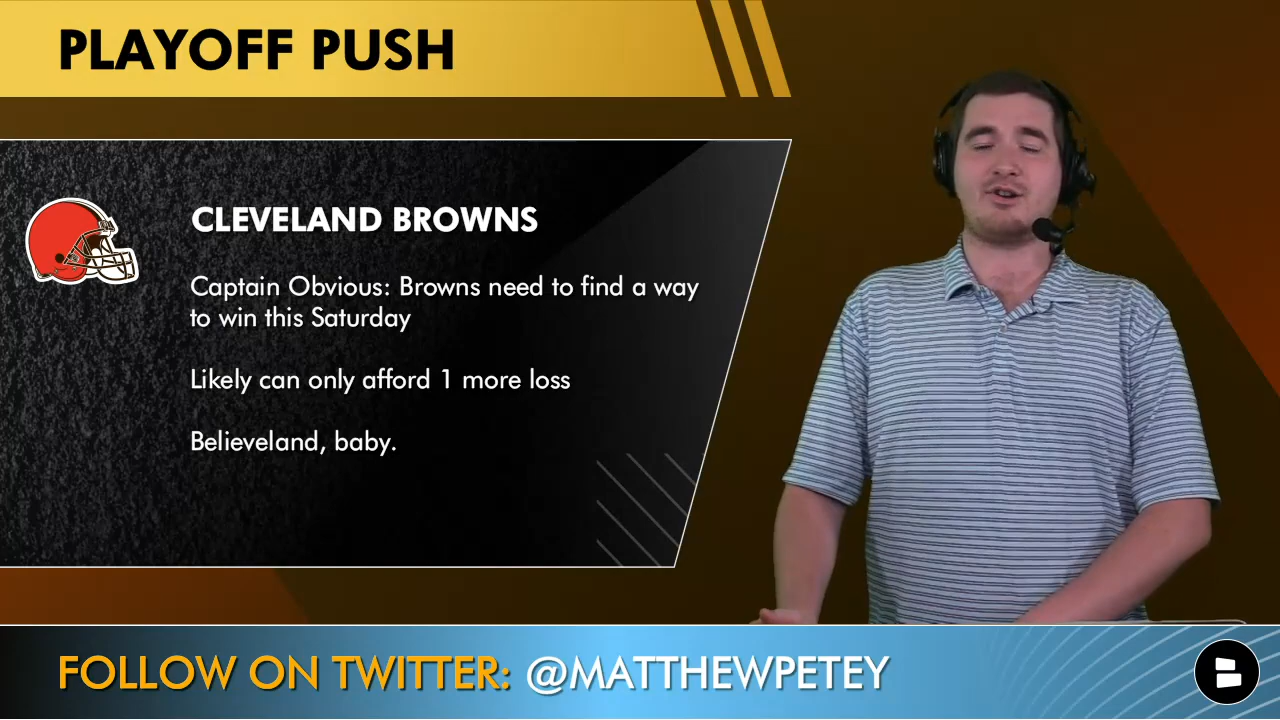 PLAYOFF PUSH
CLEVELAND BROWNS
Captain Obvious: Browns need to find a way
to win this Saturday
Likely can only afford 1 more loss
Believeland, baby.
FOLLOW ON TWITTER: @MATTHEWPETEY